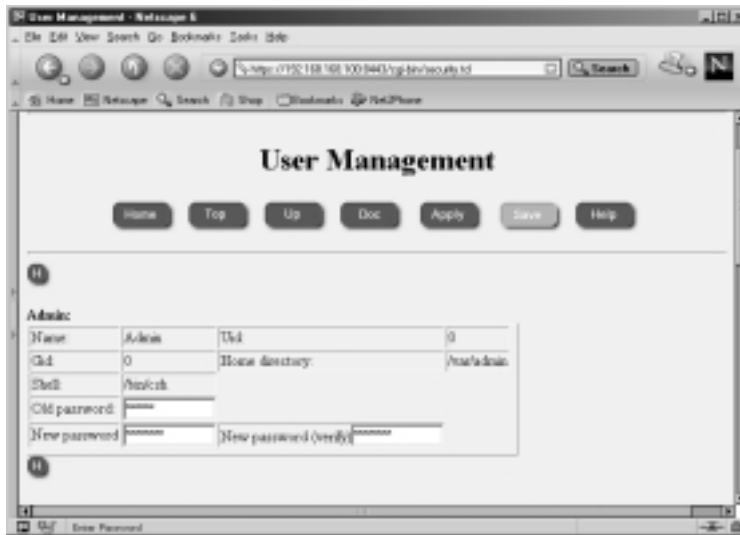 User Management - Netscape 6
File Edit View Search Go Bookmarks Tasks Help
Search
N
Home Netscape Search Shop Bookmarks Net2Phone
User Management
Home Top Up Doc Apply Save Help
H
Admin:
Name: Admin Uid: 0
Gid: 0 Home directory: /var/admin
Shell: /bin/csh
Old password:
New password New password (verify)
H
Enter Password